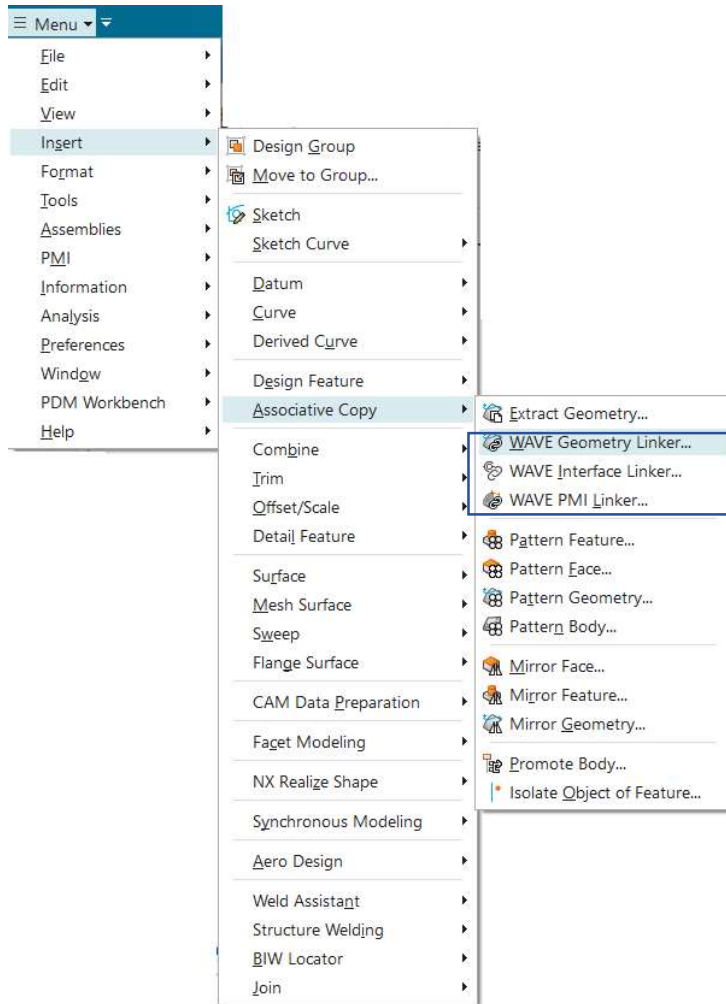 Menu
File
Edit
View
Insert
Format
Tools
Assemblies
PMI
Information
Analysis
Preferences
Window
PDM Workbench
Help
Design Group
Move to Group...
Sketch
Sketch Curve
Datum
Curve
Derived Curve
Design Feature
Associative Copy
Combine
Trim
Offset/Scale
Detail Feature
Surface
Mesh Surface
Sweep
Flange Surface
CAM Data Preparation
Facet Modeling
NX Realize Shape
Synchronous Modeling
Aero Design
Weld Assistant
Structure Welding
BIW Locator
Join
Extract Geometry...
WAVE Geometry Linker...
WAVE Interface Linker...
WAVE PMI Linker...
Pattern Feature...
Pattern Face...
Pattern Geometry...
Pattern Body...
Mirror Face...
Mirror Feature...
Mirror Geometry...
Promote Body...
Isolate Object of Feature...